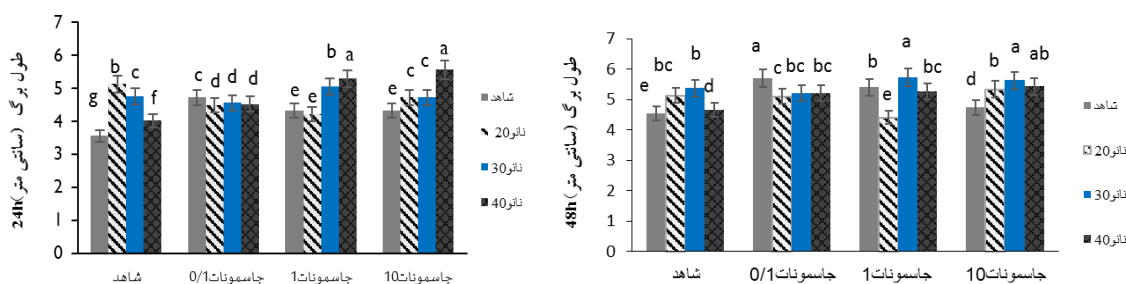 7
6
5
4
3
2
1
0
طول برگ (سانتی متر)24h
g b c f
c d d d
e e b a
e c c a
شاهد
جاسمونات0/1
جاسمونات1
جاسمونات10
شاهد
نانو20
نانو30
نانو40
7
6
5
4
3
2
1
0
طول برگ (سانتی متر)48h
e bc b d
a c bc bc
b e a bc
d b a ab
شاهد
جاسمونات0/1
جاسمونات1
جاسمونات10
شاهد
نانو20
نانو30
نانو40